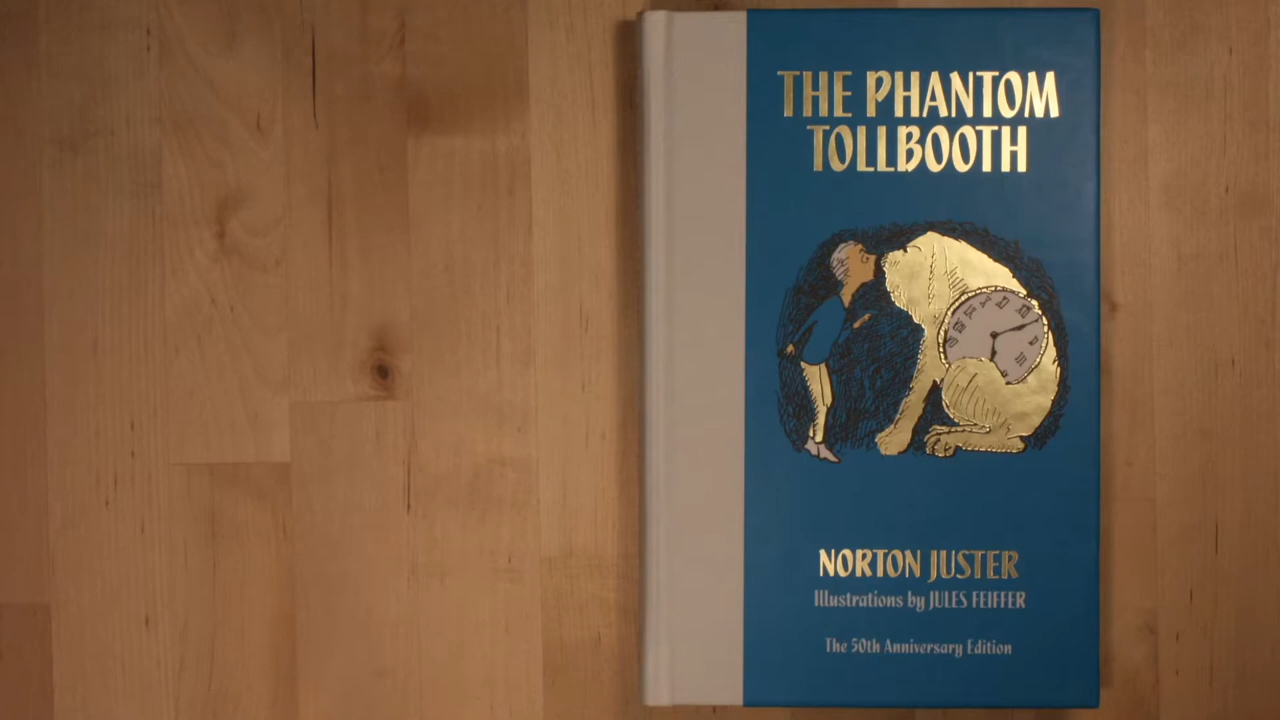 THE PHANTOM
TOLLBOOTH
NORTON JUSTER
Illustrations by JULES FEIFFER
The 50th Anniversary Edition